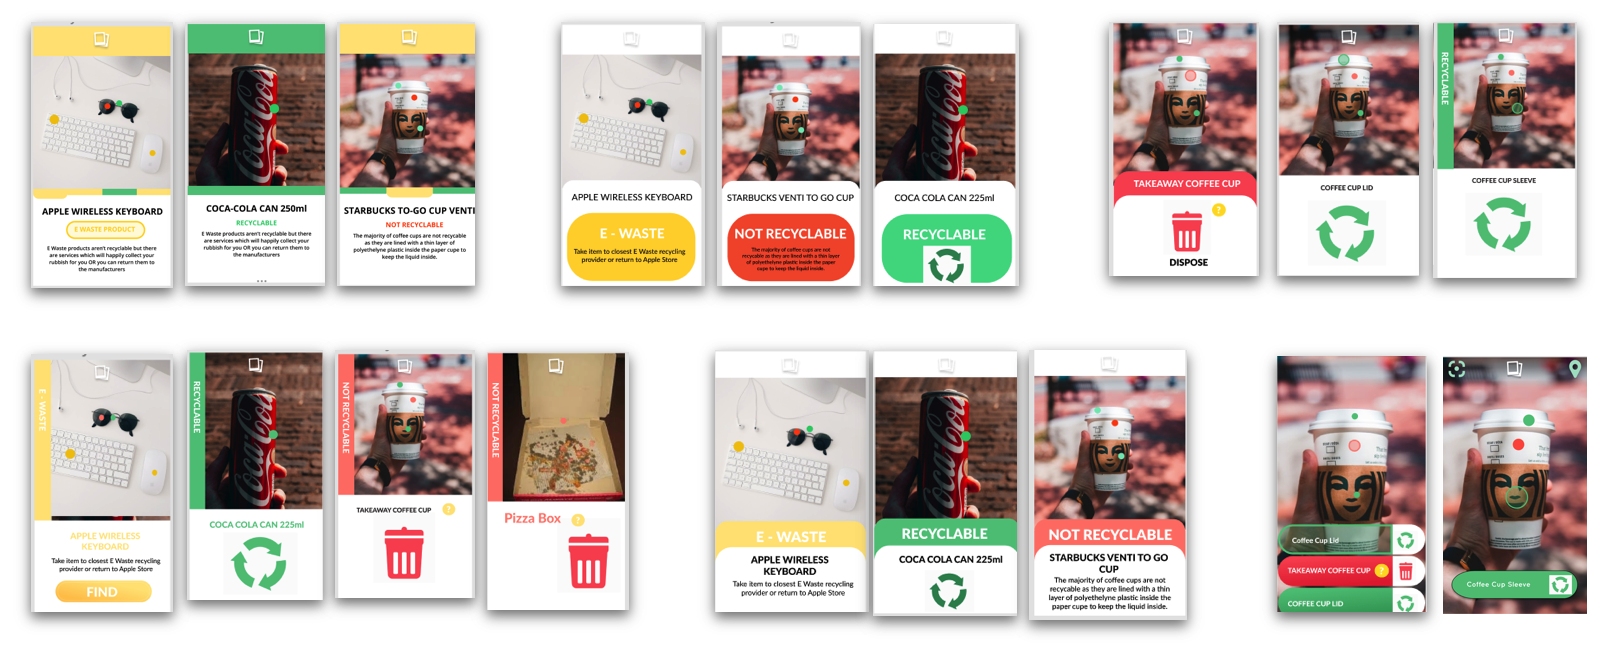 APPLE WIRELESS KEYBOARD
E WASTE PRODUCT
E Waste products aren't recyclable but there
are services which will happily collect your
rubbish for you OR you can return them to
the manufacturers
Coca-Cola
COCA-COLA CAN 250ml
RECYCLABLE
E Waste products aren't recyclable but there
are services which will happily collect your
rubbish for you OR you can return them to
the manufacturers
...
STARBUCKS TO-GO CUP VENTI
NOT RECYCLABLE
The majority of coffee cups are not recyable
as they are lined with a thin layer of
polyethelyne plastic inside the paper cupe to
keep the liquid inside.
APPLE WIRELESS KEYBOARD
E - WASTE
Take item to closest E Waste recycling
provider or return to Apple Store
STARBUCKS VENTI TO GO CUP
NOT RECYCLABLE
The majority of coffee cups are not
recycable as they are lined with a thin layer
of polyethelyne plastic inside the paper
cupe to keep the liquid inside.
Coca-Cola
COCA COLA CAN 225ml
RECYCLABLE
TAKEAWAY COFFEE CUP
?
DISPOSE
COFFEE CUP LID
RECYCLABLE
COFFEE CUP SLEEVE
E - WASTE
APPLE WIRELESS
KEYBOARD
Take item to closest E Waste recycling
provider or return to Apple Store
FIND
RECYCLABLE
Coca-Cola
COCA COLA CAN 225ml
NOT RECYCLABLE
TAKEAWAY COFFEE CUP
?
NOT RECYCLABLE
Pizza Box
?
E - WASTE
APPLE WIRELESS
KEYBOARD
Take item to closest E Waste recycling
provider or return to Apple Store
Coca-Cola
RECYCLABLE
COCA COLA CAN 225ml
NOT RECYCLABLE
STARBUCKS VENTI TO GO
CUP
The majority of coffee cups are not
recycable as they are lined with a thin
layer of polyethelyne plastic inside the
paper cupe to keep the liquid inside.
Coffee Cup Lid
TAKEAWAY COFFEE CUP
?
COFFEE CUP LID
Coffee Cup Sleeve